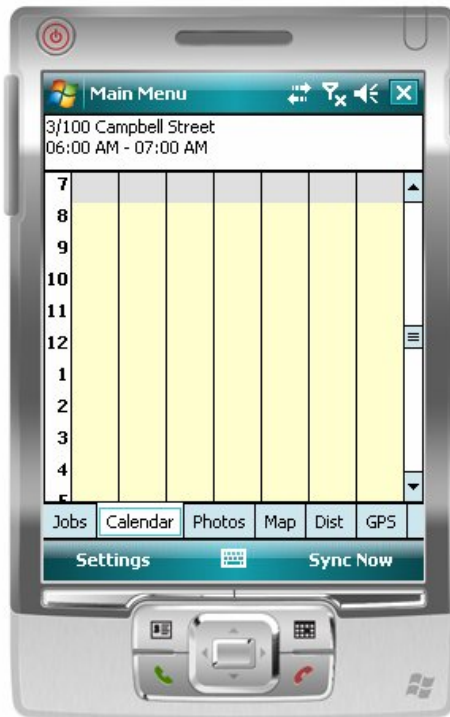 Main Menu
3/100 Campbell Street
06:00 AM - 07:00 AM
7
8
9
10
11
12
1
2
3
4
5
Jobs Calendar Photos Map Dist GPS
Settings Sync Now